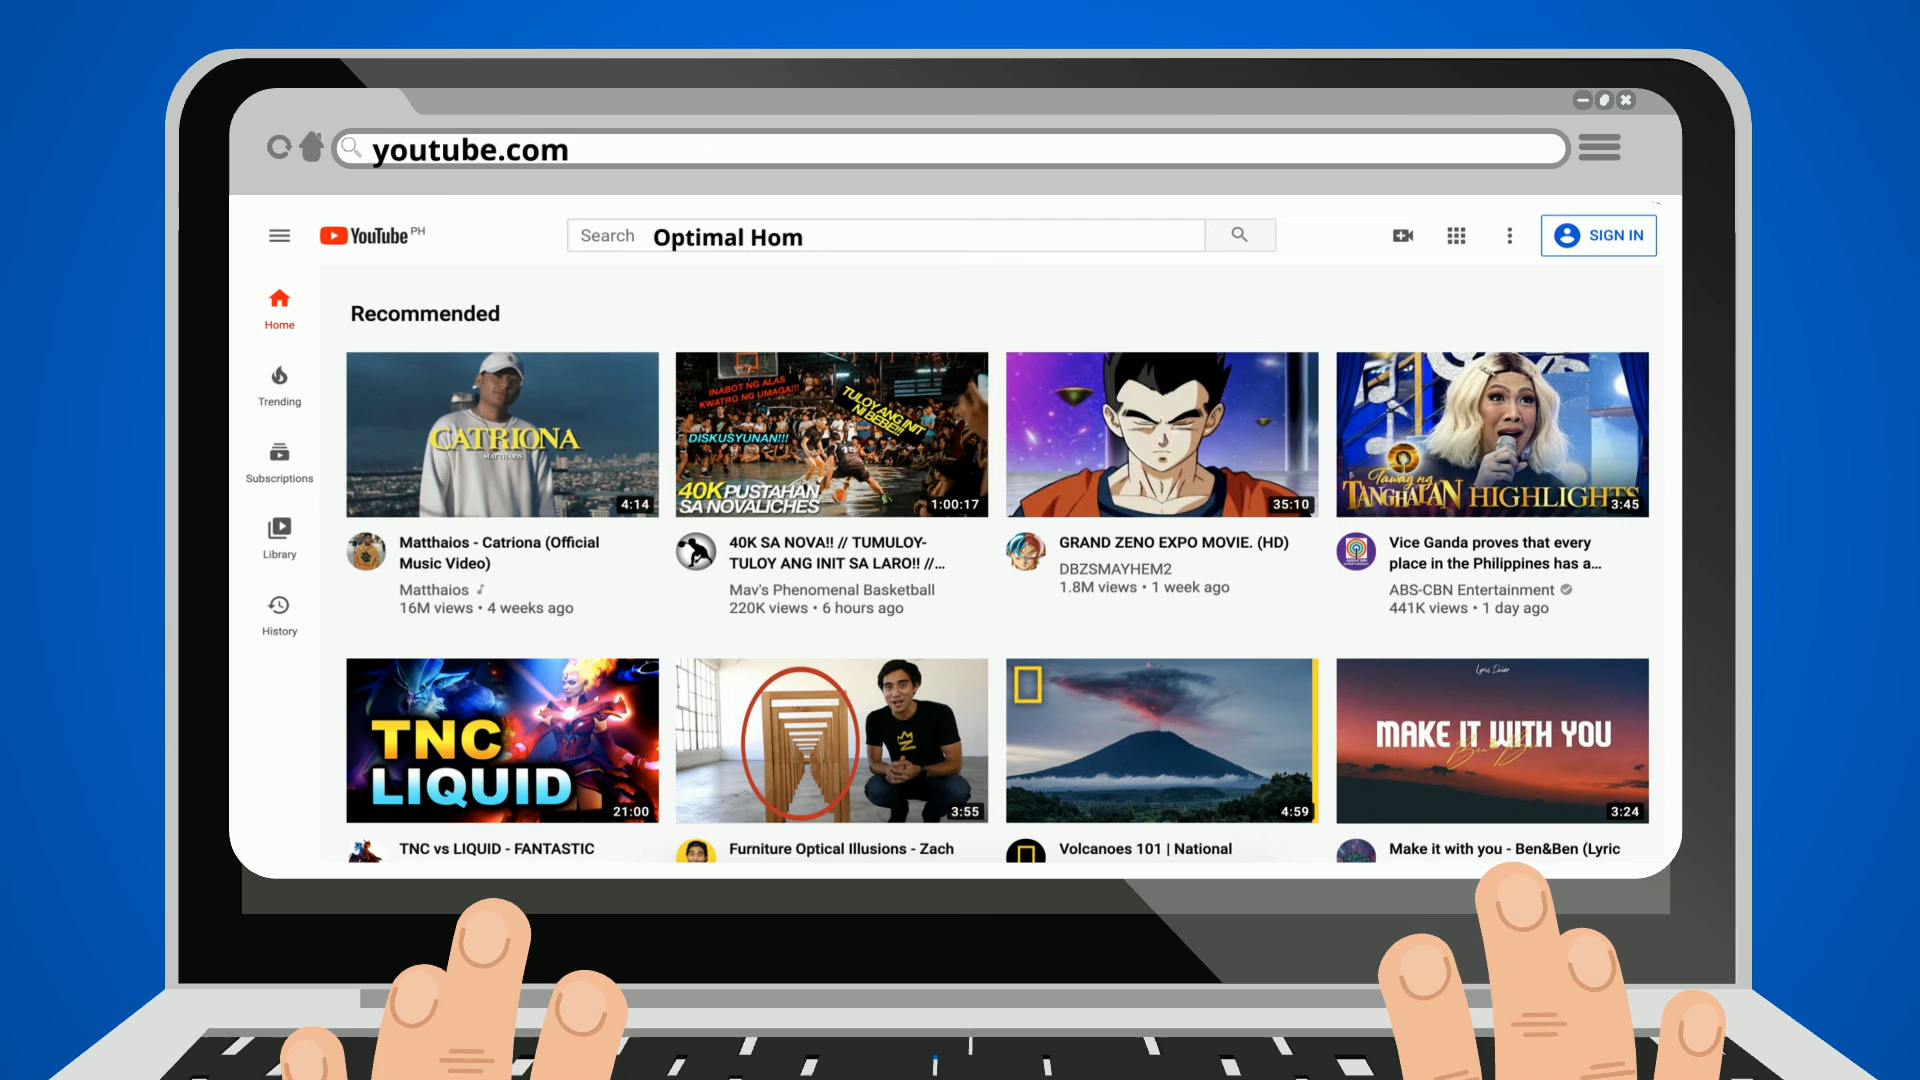 youtube.com
YouTube PH
Search Optimal Hom
SIGN IN
Home
Trending
Subscriptions
Library
History
Recommended
CATRIONA
MATTHAIOS
4:14
INABOT NG ALAS
KWATRO NG UMAGA!!!
TULOY ANG INIT
NI BEBE!!!
DISKUSYUNAN!!!
40K PUSTAHAN
SA NOVALICHES
1:00:17
35:10
Tawag ng
TANGHALAN HIGHLIGHTS
3:45
Matthaios - Catriona (Official
Music Video)
Matthaios
16M views • 4 weeks ago
40K SA NOVA!! // TUMULOY-
TULOY ANG INIT SA LARO!! //...
Mav's Phenomenal Basketball
220K views • 6 hours ago
GRAND ZENO EXPO MOVIE. (HD)
DBZSMAYHEM2
1.8M views • 1 week ago
Vice Ganda proves that every
place in the Philippines has a...
ABS-CBN Entertainment
441K views • 1 day ago
TNC
LIQUID
21:00
3:55
4:59
Lyric Video
MAKE IT WITH YOU
Ben&Ben
3:24
TNC vs LIQUID - FANTASTIC
Furniture Optical Illusions - Zach
Volcanoes 101 | National
Make it with you - Ben&Ben (Lyric